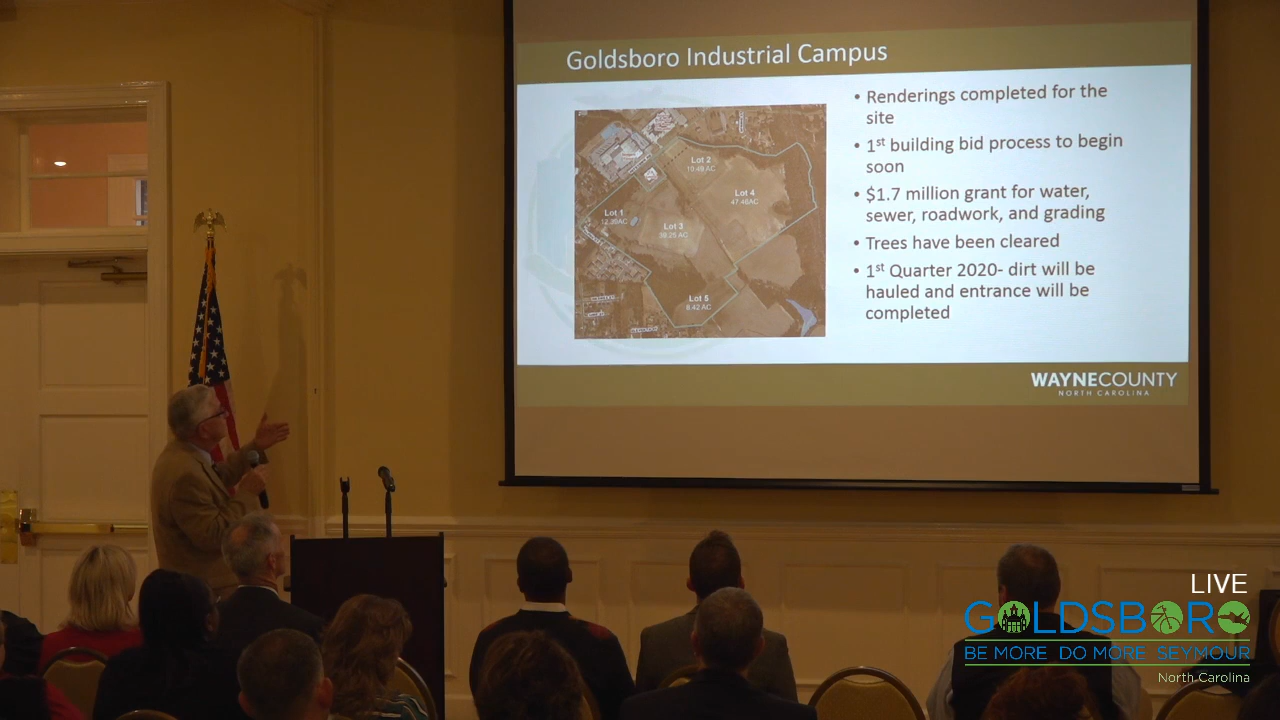 Goldsboro Industrial Campus
• Renderings completed for the
site
• 1st building bid process to begin
soon
• $1.7 million grant for water,
sewer, roadwork, and grading
• Trees have been cleared
• 1st Quarter 2020- dirt will be
hauled and entrance will be
completed
Lot 2
Lot 4
47.46AC
Lot 1
Lot 3
Lot 5
WAYNECOUNTY
NORTH CAROLINA
LIVE
GOLDSBORO
BE MORE DO MORE SEYMOUR
North Carolina